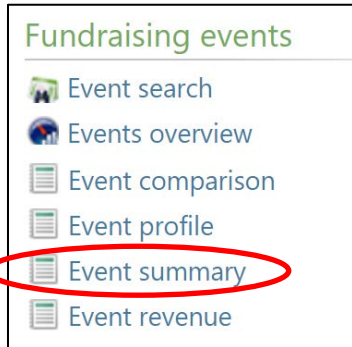 Fundraising events
Event search
Events overview
Event comparison
Event profile
Event summary
Event revenue